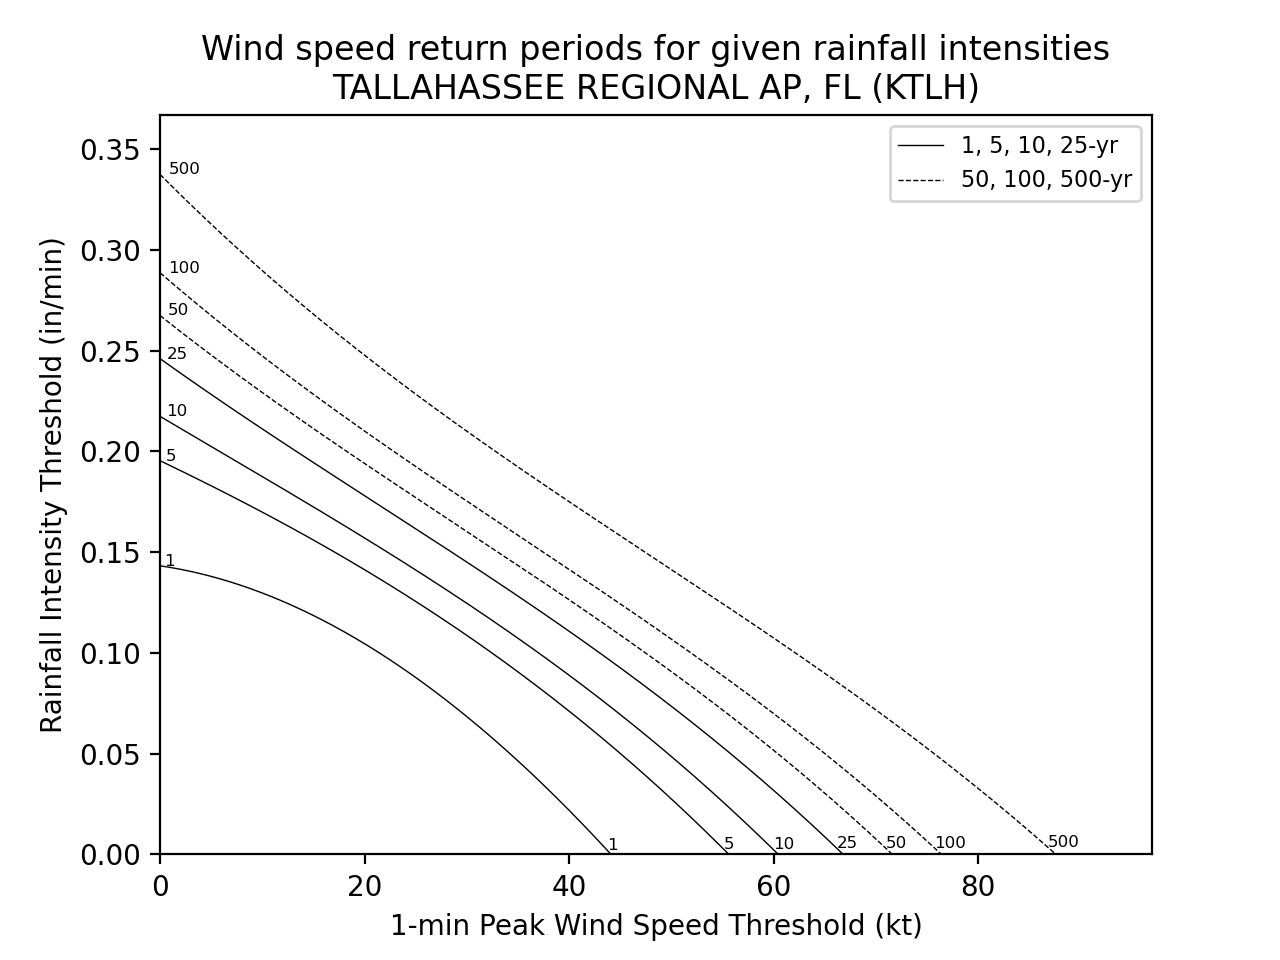 Wind speed return periods for given rainfall intensities
TALLAHASSEE REGIONAL AP, FL (KTLH)
1, 5, 10, 25-yr
50, 100, 500-yr
Rainfall Intensity Threshold (in/min)
0.35
0.30
0.25
0.20
0.15
0.10
0.05
0.00
500
100
50
25
10
5
1
1 5 10 25 50 100 500
0 20 40 60 80
1-min Peak Wind Speed Threshold (kt)